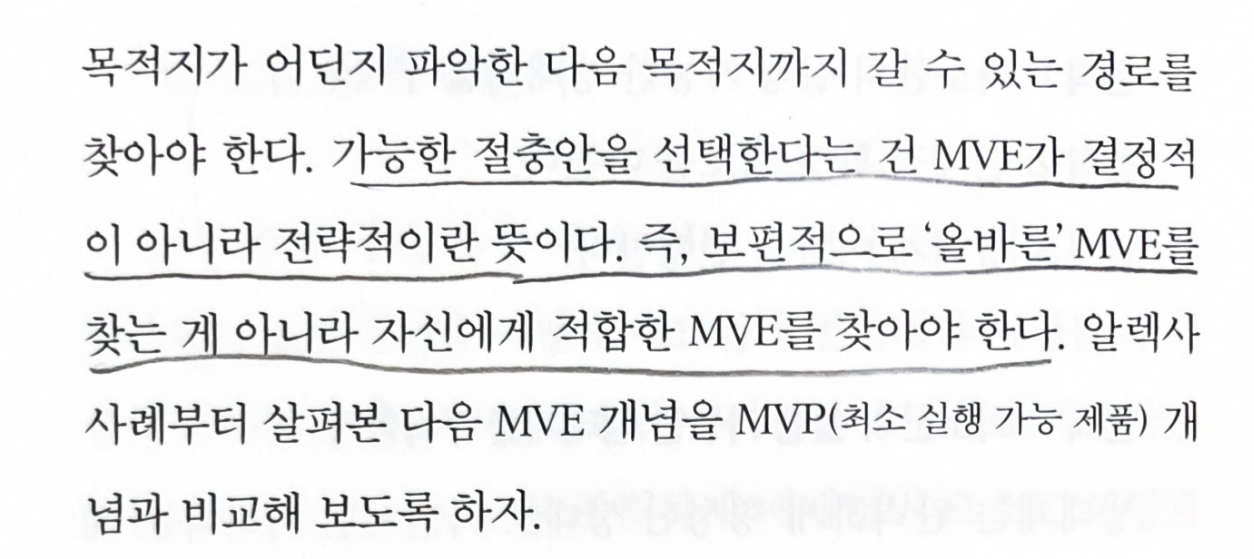 목적지가 어딘지 파악한 다음 목적지까지 갈 수 있는 경로를
찾아야 한다. 가능한 절충안을 선택한다는 건 MVE가 결정적
이 아니라 전략적이란 뜻이다. 즉, 보편적으로 ‘올바른’ MVE를
찾는 게 아니라 자신에게 적합한 MVE를 찾아야 한다. 알렉사
사례부터 살펴본 다음 MVE 개념을 MVP(최소 실행 가능 제품) 개
념과 비교해 보도록 하자.